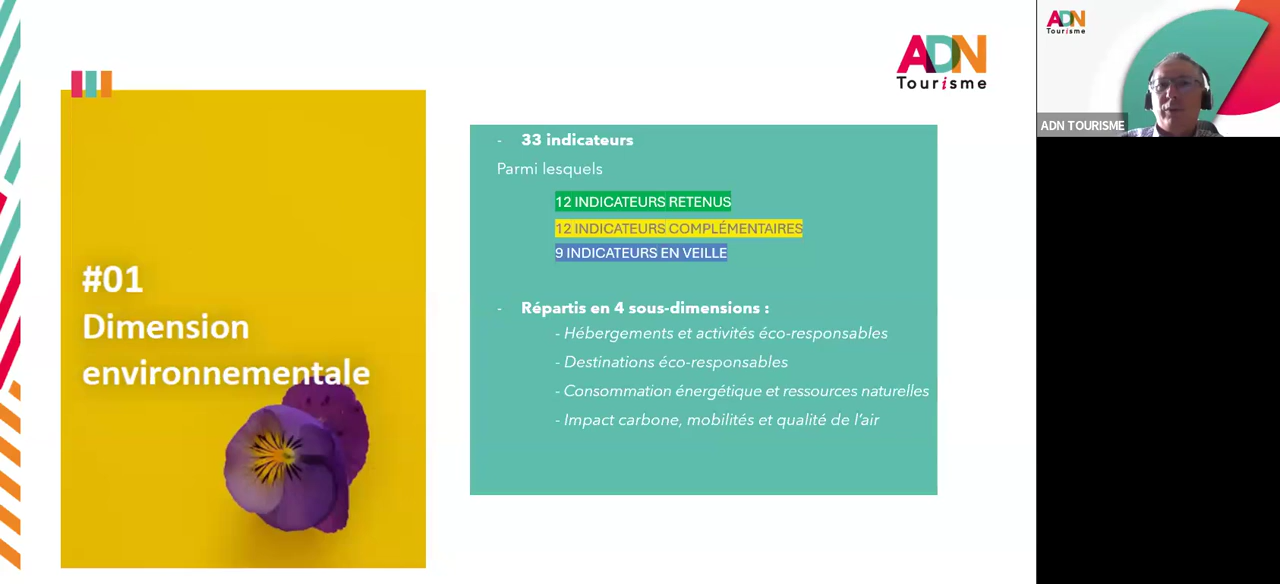 ADN
Tourisme
#01
Dimension
environnementale
- 33 indicateurs
Parmi lesquels
12 INDICATEURS RETENUS
12 INDICATEURS COMPLÉMENTAIRES
9 INDICATEURS EN VEILLE
- Répartis en 4 sous-dimensions :
- Hébergements et activités éco-responsables
- Destinations éco-responsables
- Consommation énergétique et ressources naturelles
- Impact carbone, mobilités et qualité de l’air
ADN
Tourisme
ADN TOURISME